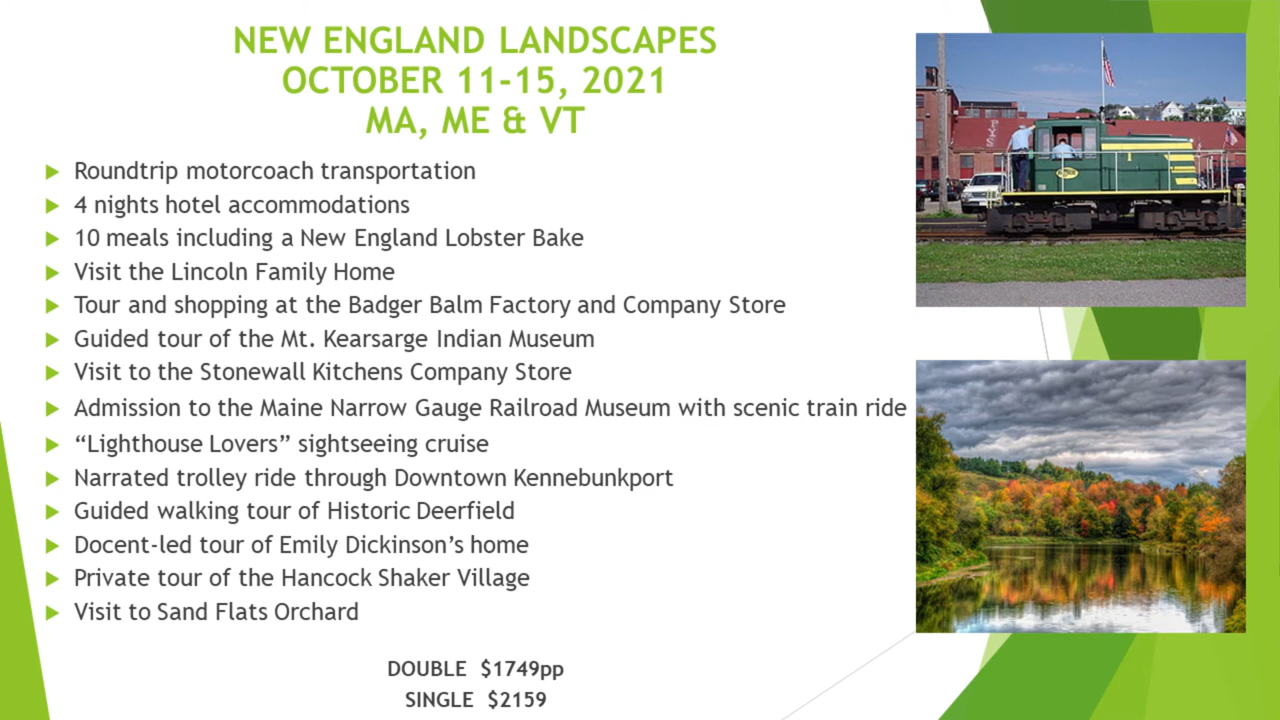 NEW ENGLAND LANDSCAPES
OCTOBER 11-15, 2021
MA, ME & VT
Roundtrip motorcoach transportation
4 nights hotel accommodations
10 meals including a New England Lobster Bake
Visit the Lincoln Family Home
Tour and shopping at the Badger Balm Factory and Company Store
Guided tour of the Mt. Kearsarge Indian Museum
Visit to the Stonewall Kitchens Company Store
Admission to the Maine Narrow Gauge Railroad Museum with scenic train ride
“Lighthouse Lovers” sightseeing cruise
Narrated trolley ride through Downtown Kennebunkport
Guided walking tour of Historic Deerfield
Docent-led tour of Emily Dickinson’s home
Private tour of the Hancock Shaker Village
Visit to Sand Flats Orchard
DOUBLE $1749pp
SINGLE $2159